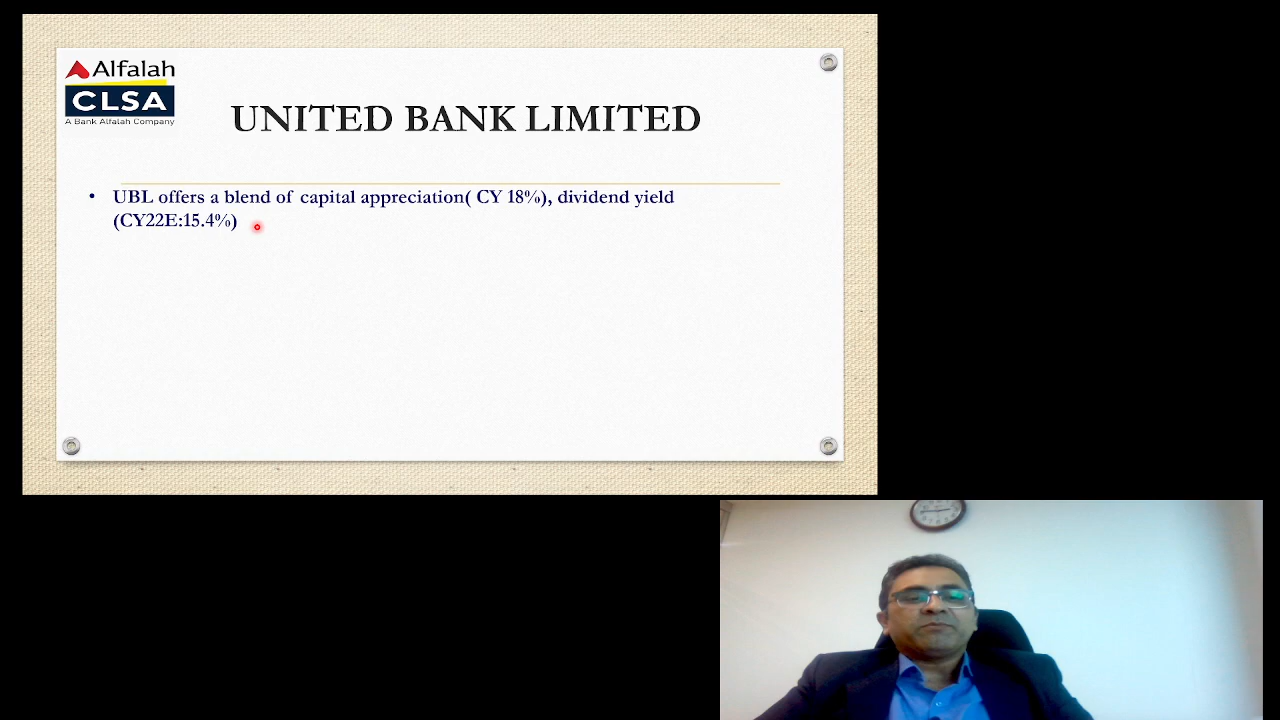 Alfalah
CLSA
A Bank Alfalah Company
UNITED BANK LIMITED
• UBL offers a blend of capital appreciation( CY 18%), dividend yield
(CY22E:15.4%)